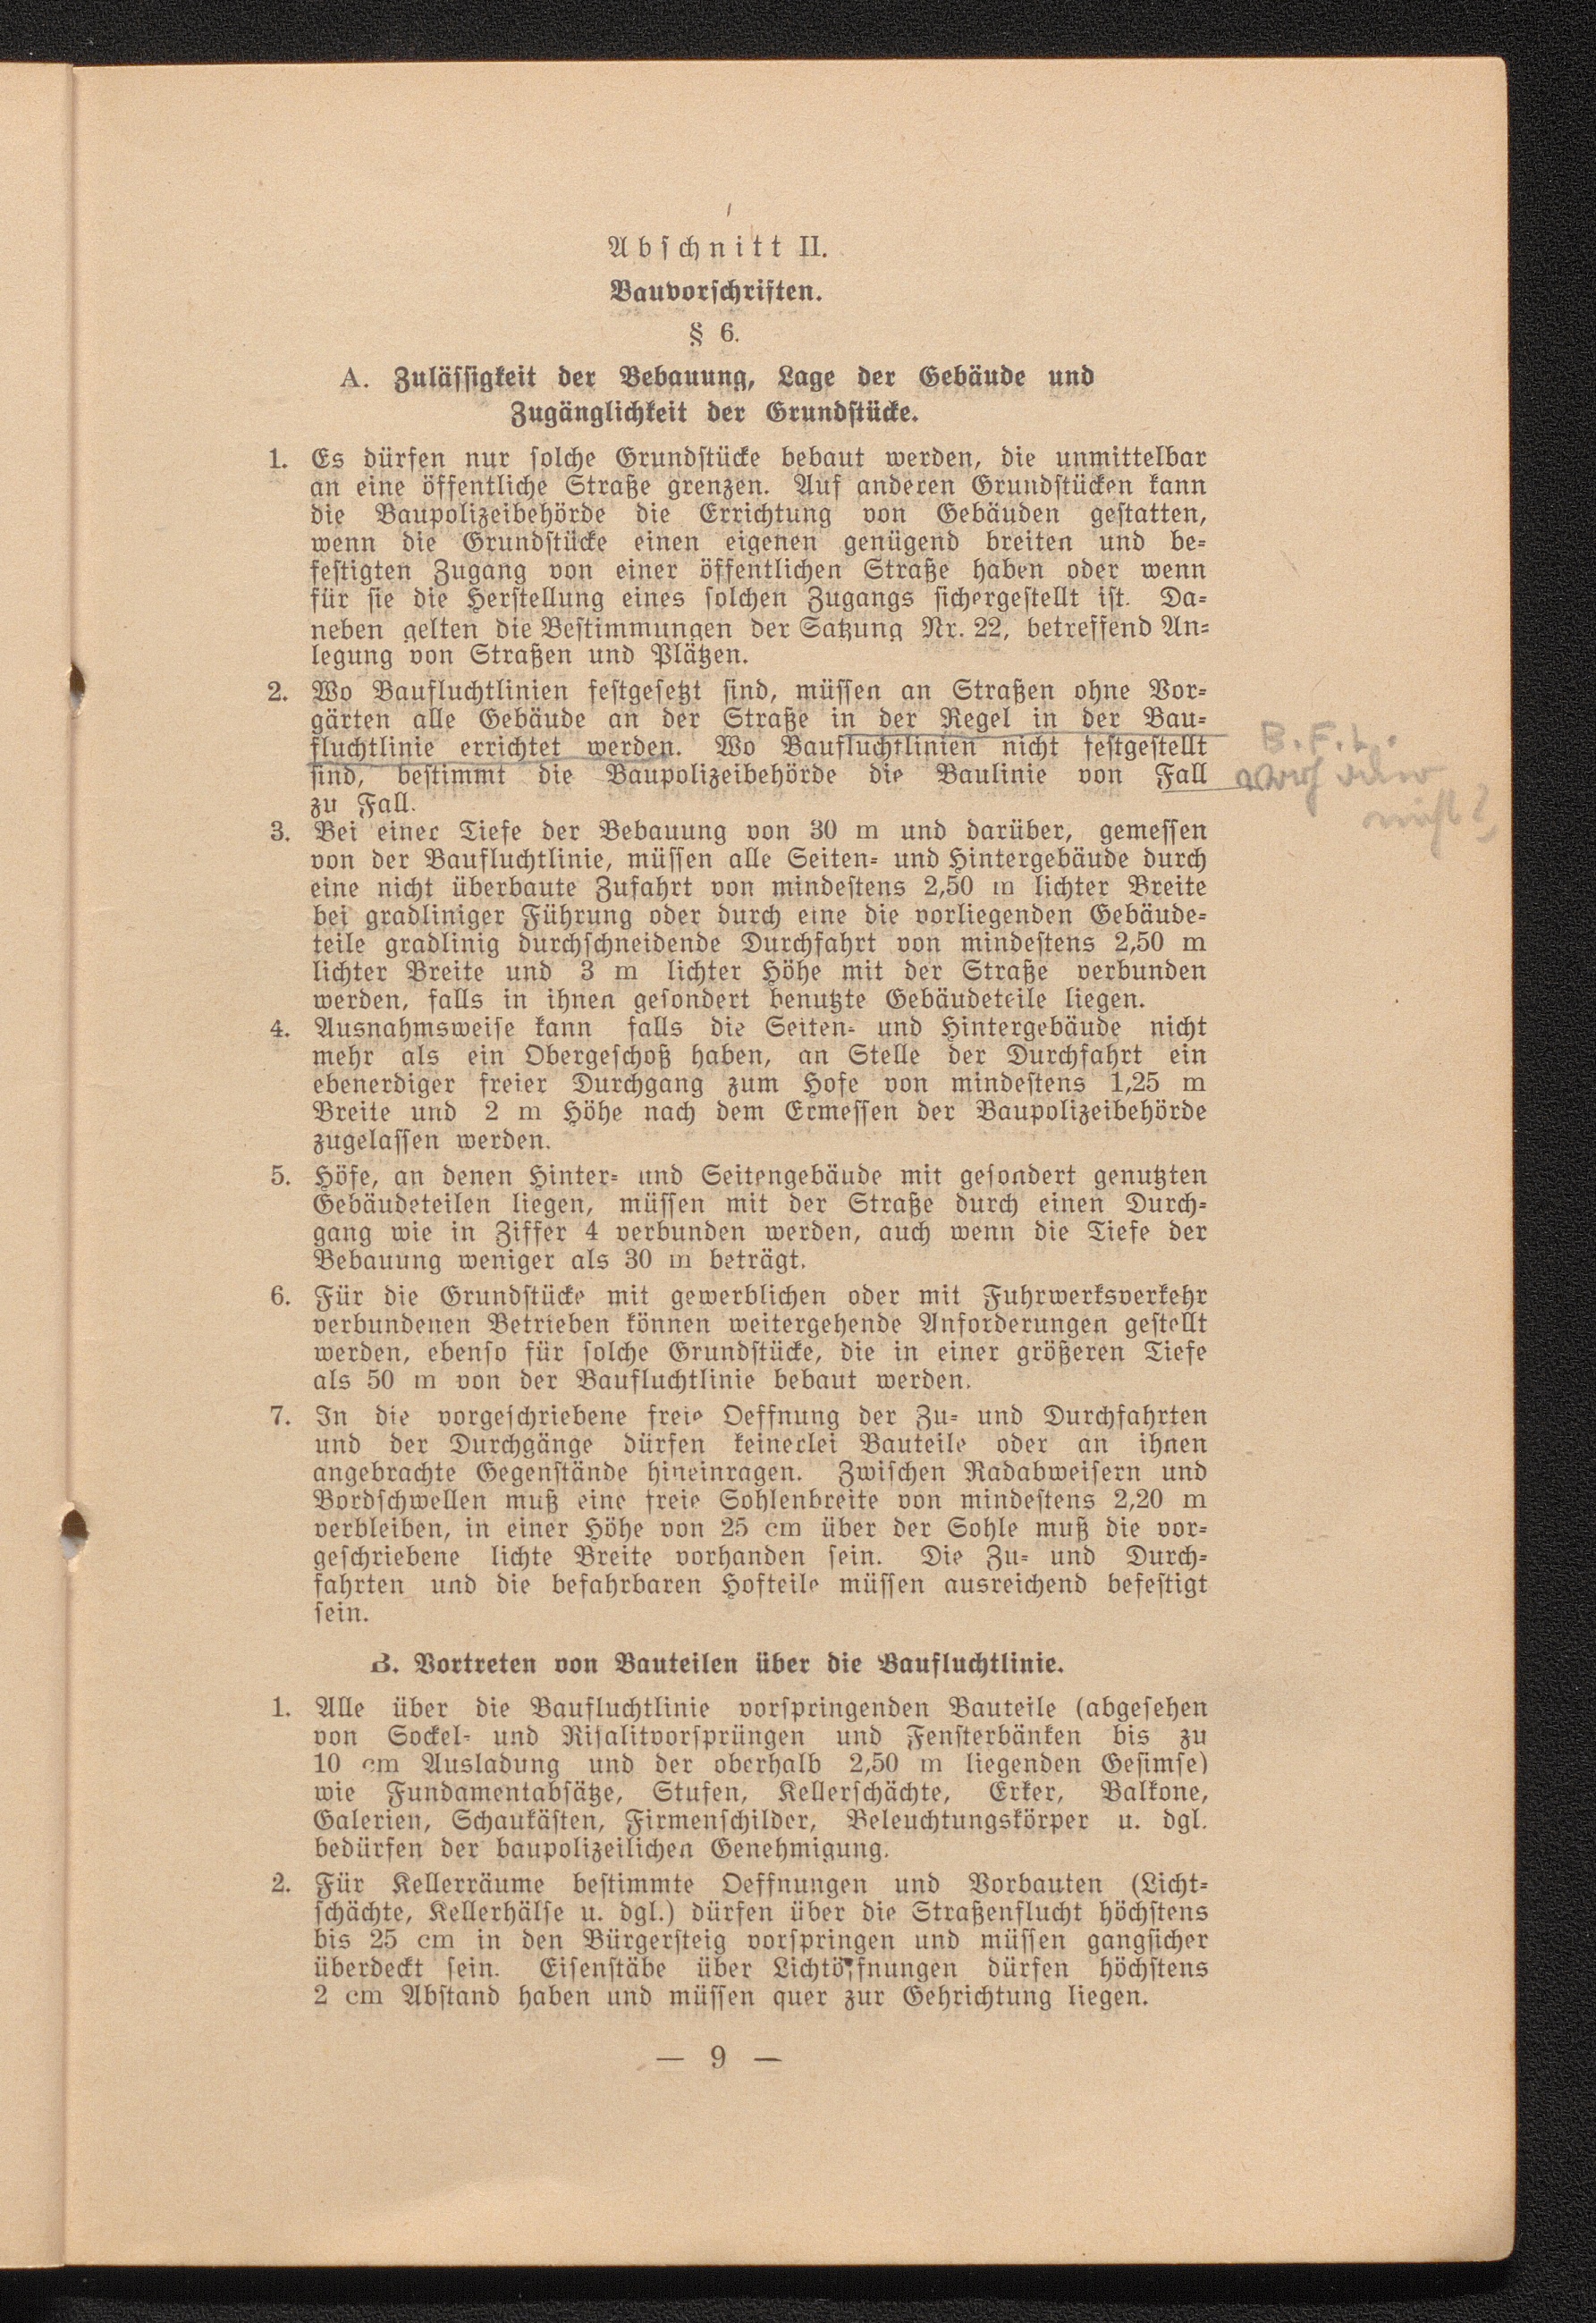 Abschnitt II.
Bauvorschriften.
§ 6.
A. Zulässigkeit der Bebauung, Lage der Gebäude und
Zugänglichkeit der Grundstücke.
1. Es dürfen nur solche Grundstücke bebaut werden, die unmittelbar
an eine öffentliche Straße grenzen. Auf anderen Grundstücken kann
die Baupolizeibehörde die Errichtung von Gebäuden gestatten,
wenn die Grundstücke einen eigenen genügend breiten und be-
festigten Zugang von einer öffentlichen Straße haben oder wenn
für sie die Herstellung eines solchen Zugangs sichergestellt ist. Da-
neben gelten die Bestimmungen der Satzung Nr. 22, betreffend An-
legung von Straßen und Plätzen.
2. Wo Baufluchtlinien festgesetzt sind, müssen an Straßen ohne Vor-
gärten alle Gebäude an der Straße in der Regel in der Bau-
fluchtlinie errichtet werden. Wo Baufluchtlinien nicht festgestellt
sind, bestimmt die Baupolizeibehörde die Baulinie von Fall
zu Fall.
B.F.L.
oder
nicht?
3. Bei einer Tiefe der Bebauung von 30 m und darüber, gemessen
von der Baufluchtlinie, müssen alle Seiten- und Hintergebäude durch
eine nicht überbaute Zufahrt von mindestens 2,50 m lichter Breite
bei gradliniger Führung oder durch eine die vorliegenden Gebäude-
teile gradlinig durchschneidende Durchfahrt von mindestens 2,50 m
lichter Breite und 3 m lichter Höhe mit der Straße verbunden
werden, falls in ihnen gesondert benutzte Gebäudeteile liegen.
4. Ausnahmsweise kann falls die Seiten- und Hintergebäude nicht
mehr als ein Obergeschoß haben, an Stelle der Durchfahrt ein
ebenerdiger freier Durchgang zum Hofe von mindestens 1,25 m
Breite und 2 m Höhe nach dem Ermessen der Baupolizeibehörde
zugelassen werden.
5. Höfe, an denen Hinter- und Seitengebäude mit gesondert genutzten
Gebäudeteilen liegen, müssen mit der Straße durch einen Durch-
gang wie in Ziffer 4 verbunden werden, auch wenn die Tiefe der
Bebauung weniger als 30 m beträgt.
6. Für die Grundstücke mit gewerblichen oder mit Fuhrwerksverkehr
verbundenen Betrieben können weitergehende Anforderungen gestellt
werden, ebenso für solche Grundstücke, die in einer größeren Tiefe
als 50 m von der Baufluchtlinie bebaut werden.
7. In die vorgeschriebene freie Oeffnung der Zu- und Durchfahrten
und der Durchgänge dürfen keinerlei Bauteile oder an ihnen
angebrachte Gegenstände hineinragen. Zwischen Radabweisern und
Bordschwellen muß eine freie Sohlenbreite von mindestens 2,20 m
verbleiben, in einer Höhe von 25 cm über der Sohle muß die vor-
geschriebene lichte Breite vorhanden sein. Die Zu- und Durch-
fahrten und die befahrbaren Hofteile müssen ausreichend befestigt
sein.
B. Vortreten von Bauteilen über die Baufluchtlinie.
1. Alle über die Baufluchtlinie vorspringenden Bauteile (abgesehen
von Sockel- und Risalitvorsprüngen und Fensterbänken bis zu
10 cm Ausladung und der oberhalb 2,50 m liegenden Gesimse)
wie Fundamentabsätze, Stufen, Kellerschächte, Erker, Balkone,
Galerien, Schaukästen, Firmenschilder, Beleuchtungskörper u. dgl.
bedürfen der baupolizeilichen Genehmigung.
2. Für Kellerräume bestimmte Oeffnungen und Vorbauten (Licht-
schächte, Kellerhälse u. dgl.) dürfen über die Straßenflucht höchstens
bis 25 cm in den Bürgersteig vorspringen und müssen gangsicher
überdeckt sein. Eisenstäbe über Lichtöffnungen dürfen höchstens
2 cm Abstand haben und müssen quer zur Gehrichtung liegen.
— 9 —